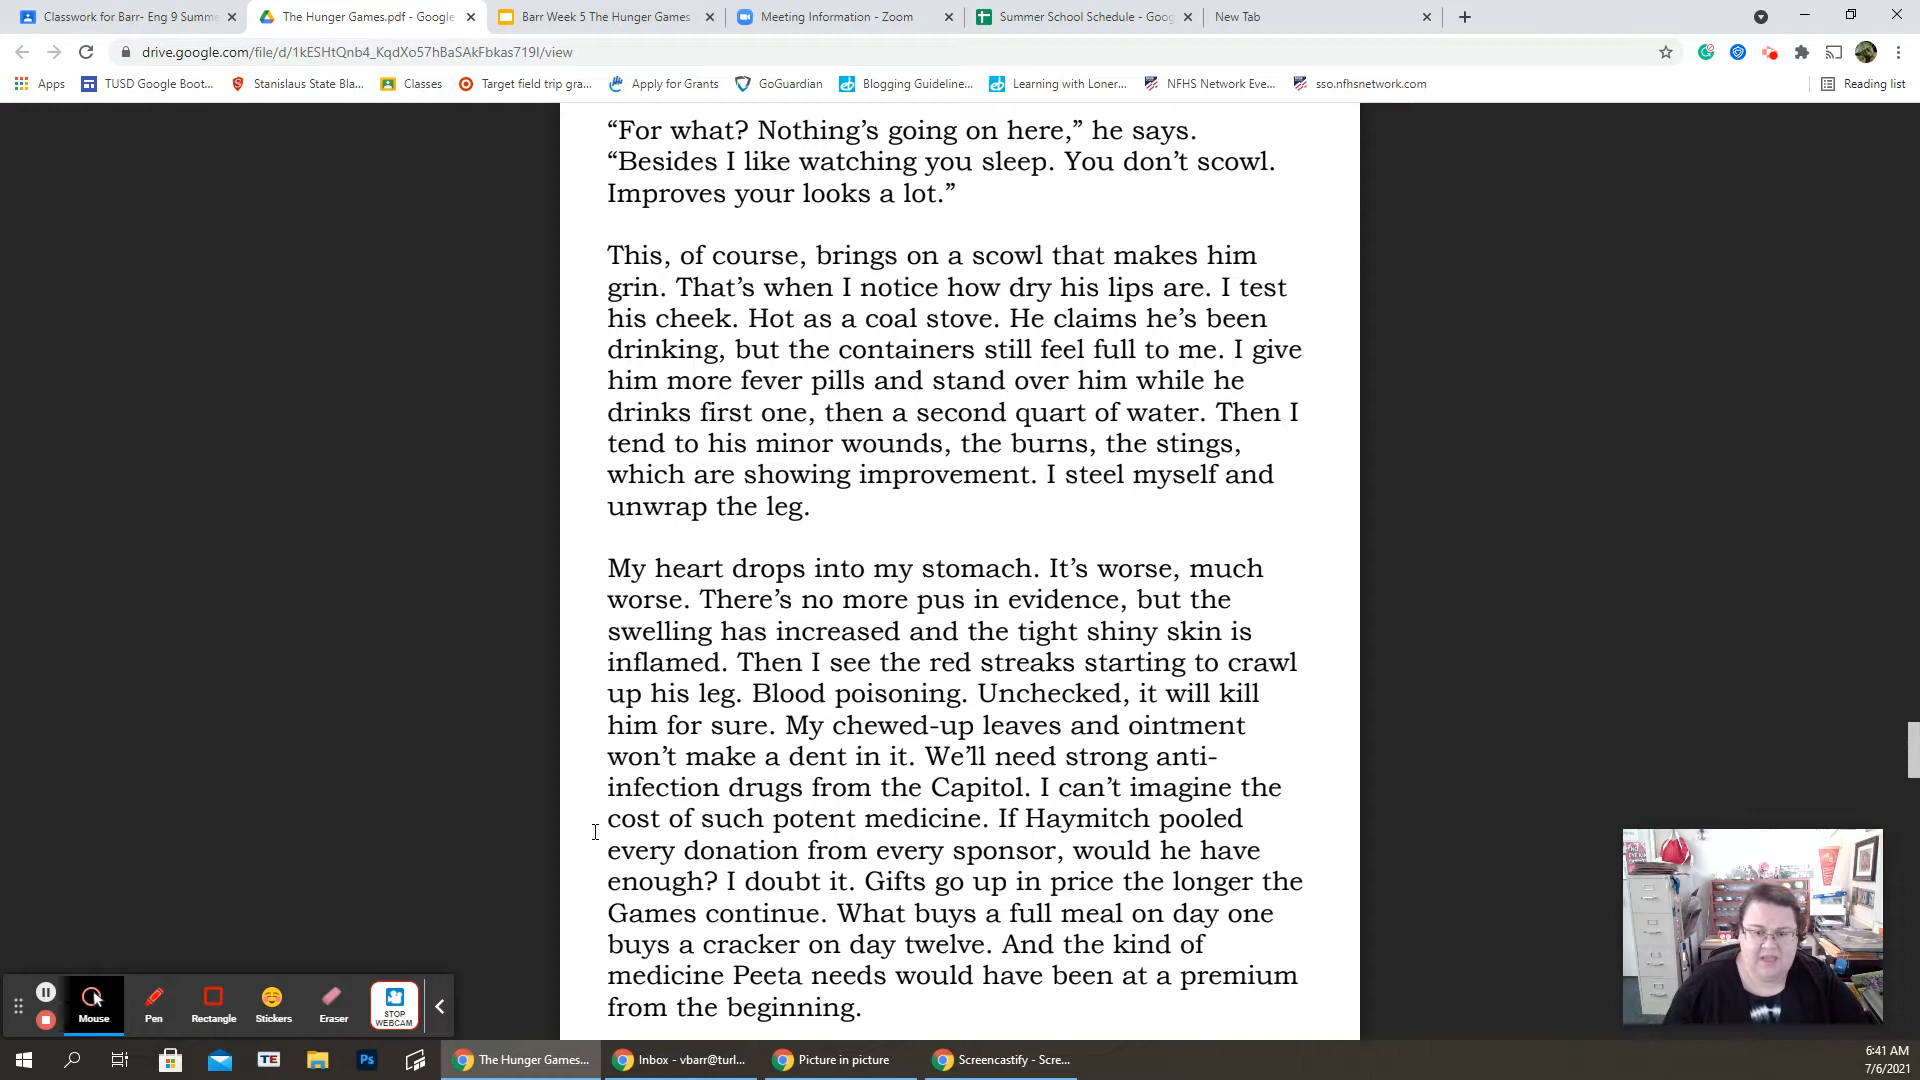 Classwork for Barr- Eng 9 Summe
The Hunger Games.pdf - Google
Barr Week 5 The Hunger Games
Meeting Information - Zoom
Summer School Schedule - Goog
New Tab
drive.google.com/file/d/1kESHtQnb4_KqdXo57hBaSAkFbkas719I/view
Apps
TUSD Google Boot...
Stanislaus State Bla...
Classes
Target field trip gra...
Apply for Grants
GoGuardian
Blogging Guideline...
Learning with Loner...
NFHS Network Eve...
sso.nfhsnetwork.com
Reading list
“For what? Nothing’s going on here,” he says.
“Besides I like watching you sleep. You don’t scowl.
Improves your looks a lot.”
This, of course, brings on a scowl that makes him
grin. That’s when I notice how dry his lips are. I test
his cheek. Hot as a coal stove. He claims he’s been
drinking, but the containers still feel full to me. I give
him more fever pills and stand over him while he
drinks first one, then a second quart of water. Then I
tend to his minor wounds, the burns, the stings,
which are showing improvement. I steel myself and
unwrap the leg.
My heart drops into my stomach. It’s worse, much
worse. There’s no more pus in evidence, but the
swelling has increased and the tight shiny skin is
inflamed. Then I see the red streaks starting to crawl
up his leg. Blood poisoning. Unchecked, it will kill
him for sure. My chewed-up leaves and ointment
won’t make a dent in it. We’ll need strong anti-
infection drugs from the Capitol. I can’t imagine the
cost of such potent medicine. If Haymitch pooled
every donation from every sponsor, would he have
enough? I doubt it. Gifts go up in price the longer the
Games continue. What buys a full meal on day one
buys a cracker on day twelve. And the kind of
medicine Peeta needs would have been at a premium
from the beginning.
Mouse
Pen
Rectangle
Stickers
Eraser
STOP
WEBCAM
TE
Ps
The Hunger Games...
Inbox - vbarr@turl...
Picture in picture
Screencastify - Scre...
6:41 AM
7/6/2021